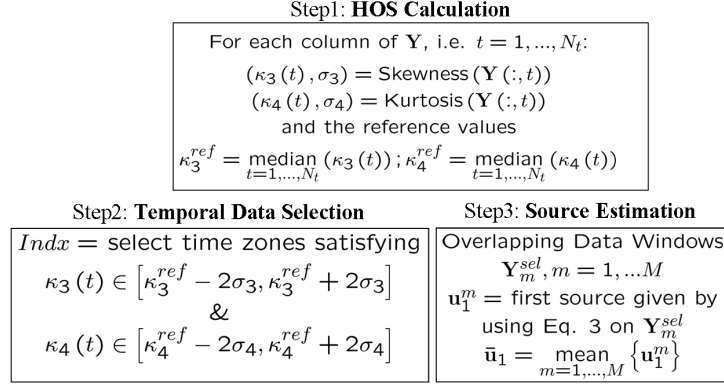 Step1: HOS Calculation
For each column of Y, i.e. t = 1, ..., N_t:
(κ_3 (t) , σ_3) = Skewness (Y (:, t))
(κ_4 (t) , σ_4) = Kurtosis (Y (:, t))
and the reference values
κ_3^{ref} = median_{t=1,...,N_t} (κ_3 (t)) ; κ_4^{ref} = median_{t=1,...,N_t} (κ_4 (t))
Step2: Temporal Data Selection
Indx = select time zones satisfying
κ_3 (t) ∈ [κ_3^{ref} − 2σ_3, κ_3^{ref} + 2σ_3]
&
κ_4 (t) ∈ [κ_4^{ref} − 2σ_4, κ_4^{ref} + 2σ_4]
Step3: Source Estimation
Overlapping Data Windows
Y_m^{sel}, m = 1, ...M
u_1^m = first source given by
using Eq. 3 on Y_m^{sel}
ū_1 = mean_{m=1,...,M} {u_1^m}